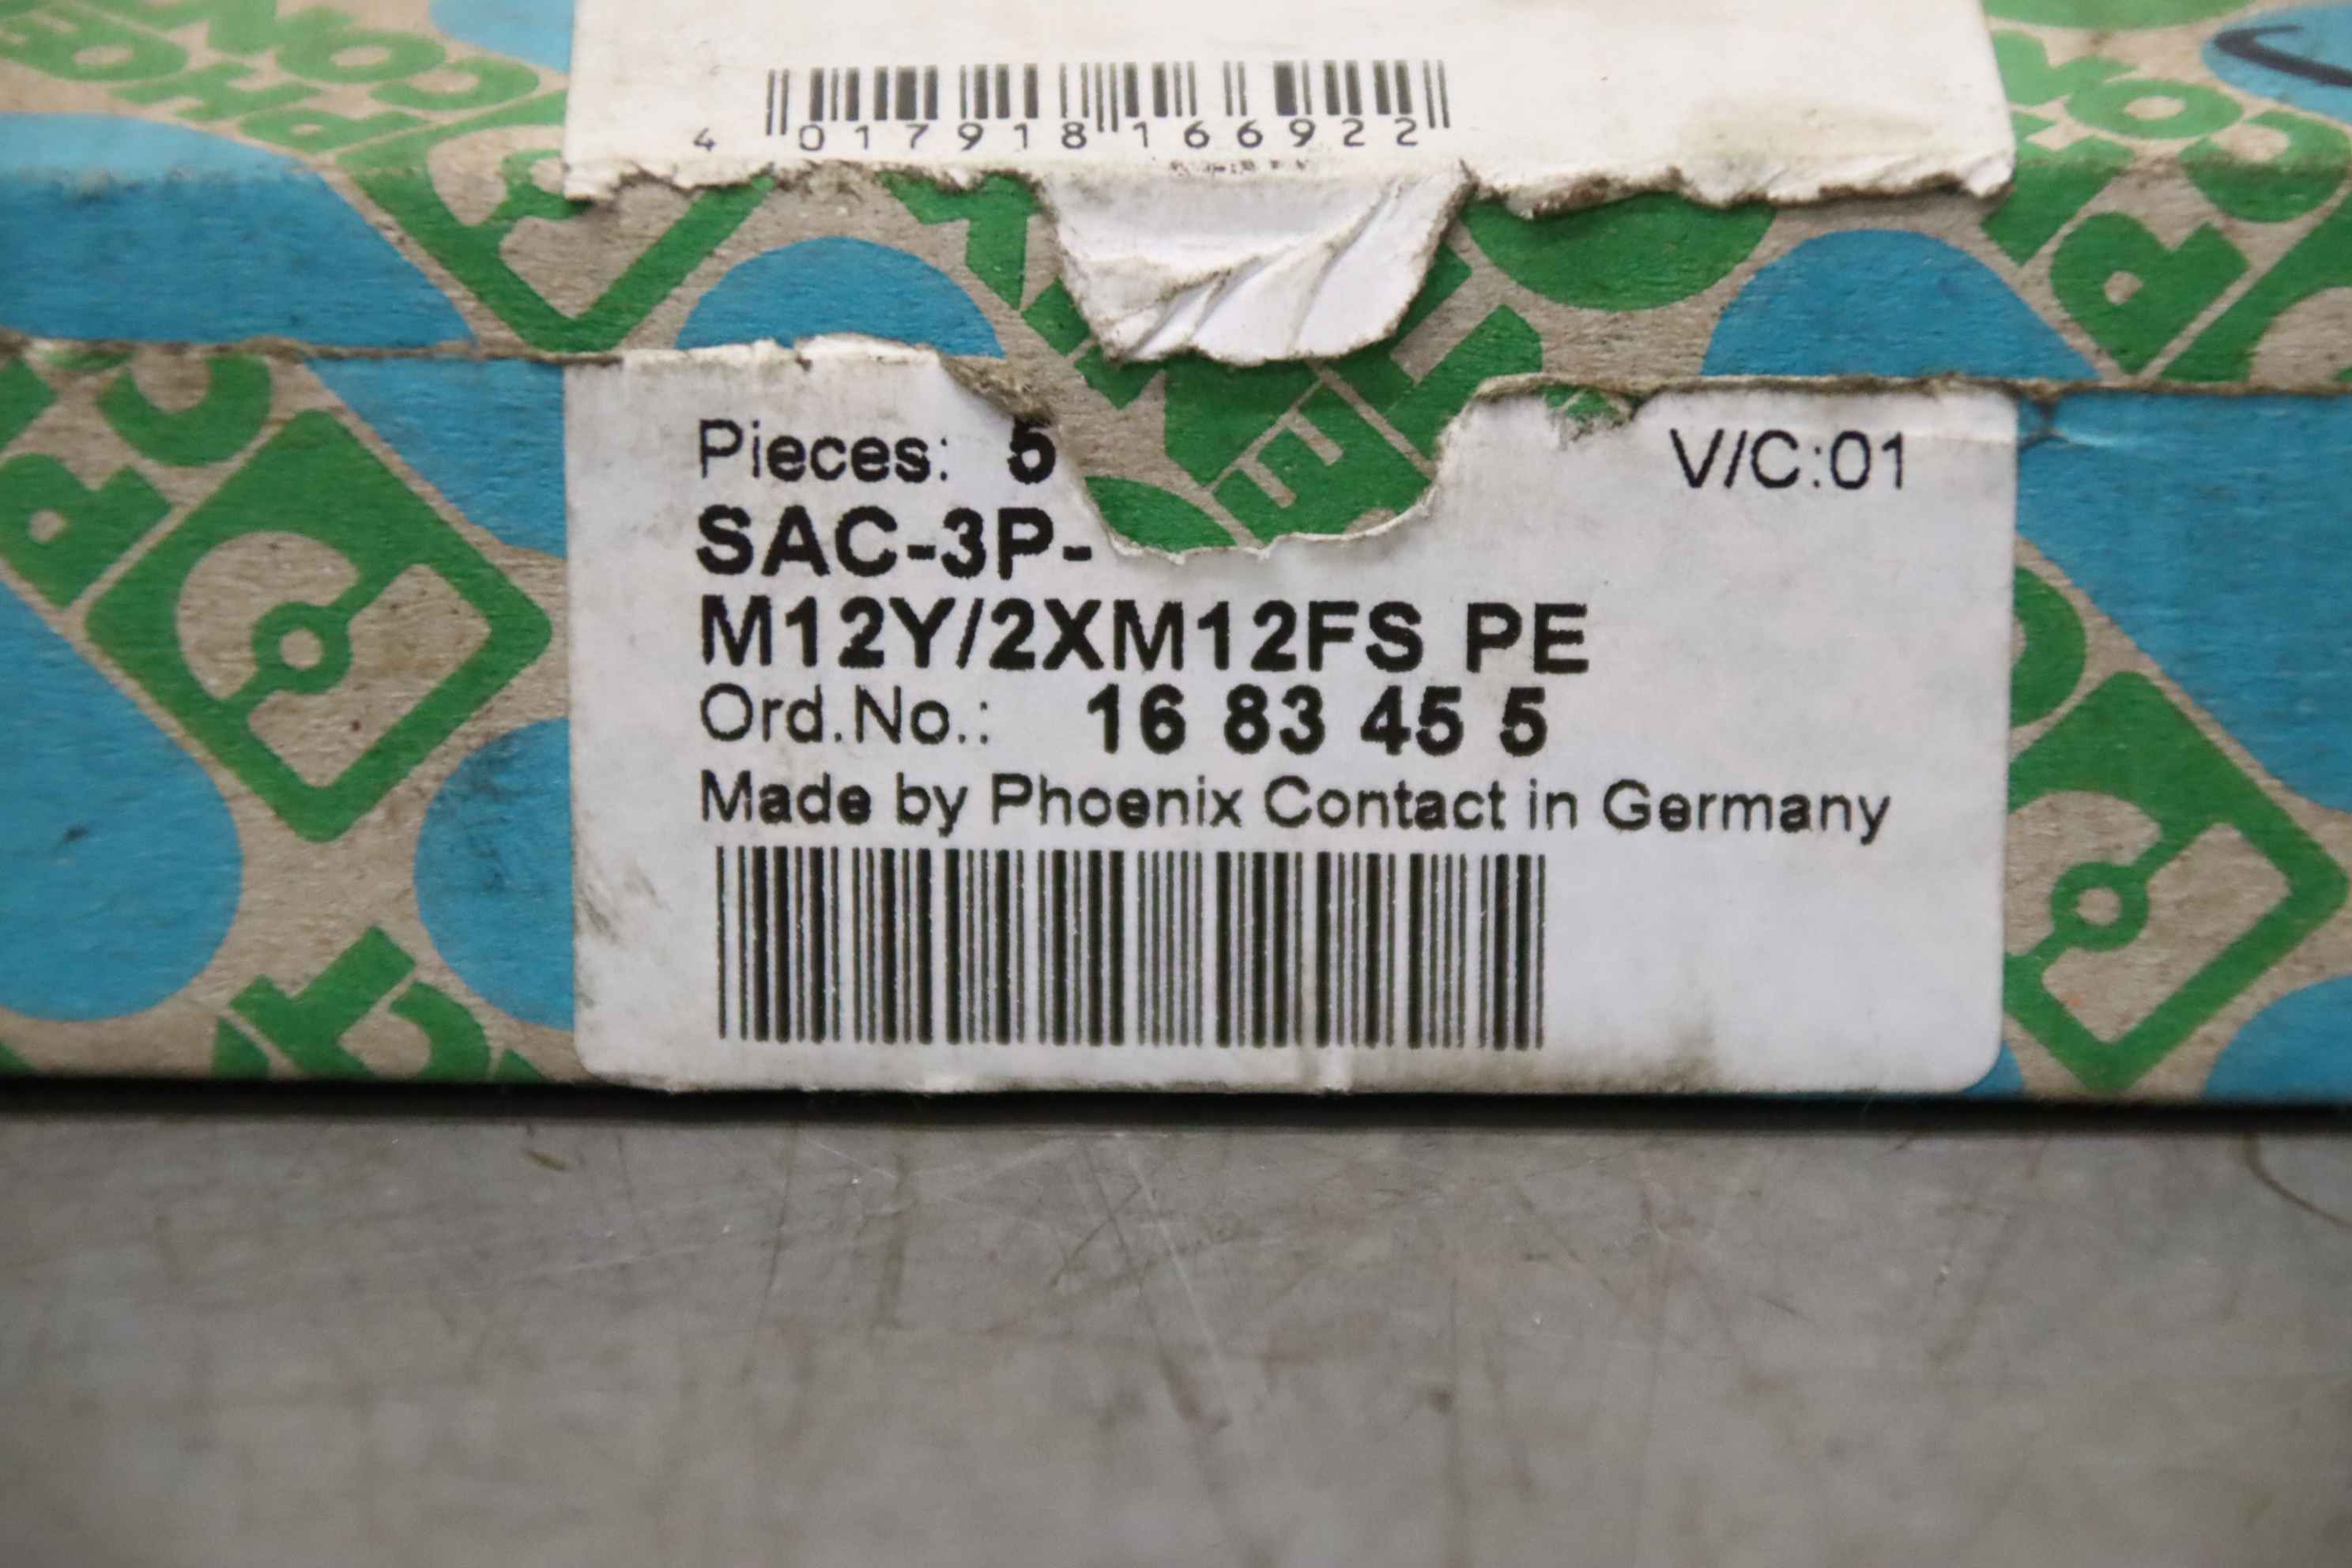 4 017918 166922
Pieces: 5
V/C:01
SAC-3P-
M12Y/2XM12FS PE
Ord.No.: 16 83 45 5
Made by Phoenix Contact in Germany